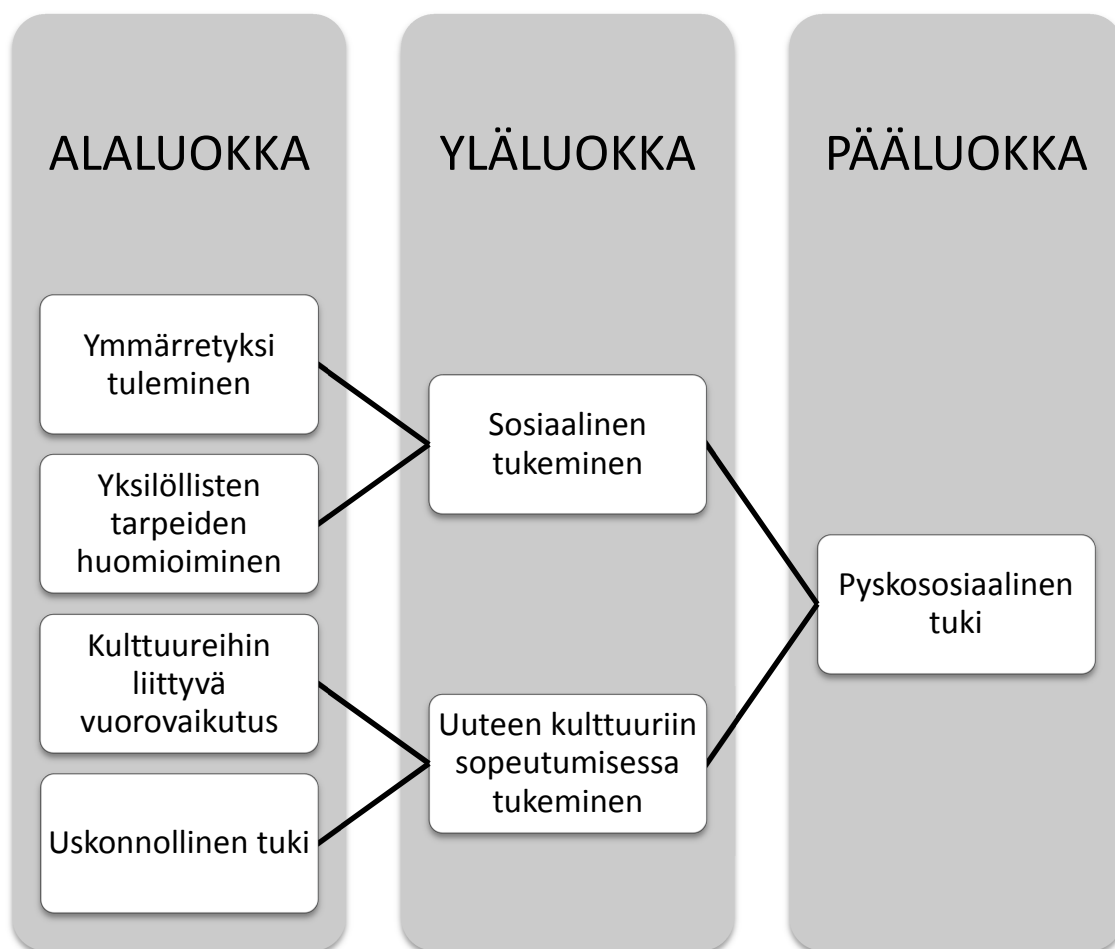 ALALUOKKA
YLÄLUOKKA
PÄÄLUOKKA
Ymmärretyksi
tuleminen
Yksilöllisten
tarpeiden
huomioiminen
Kulttuureihin
liittyvä
vuorovaikutus
Uskonnollinen tuki
Sosiaalinen
tukeminen
Uuteen kulttuuriin
sopeutumisessa
tukeminen
Pyskososiaalinen
tuki